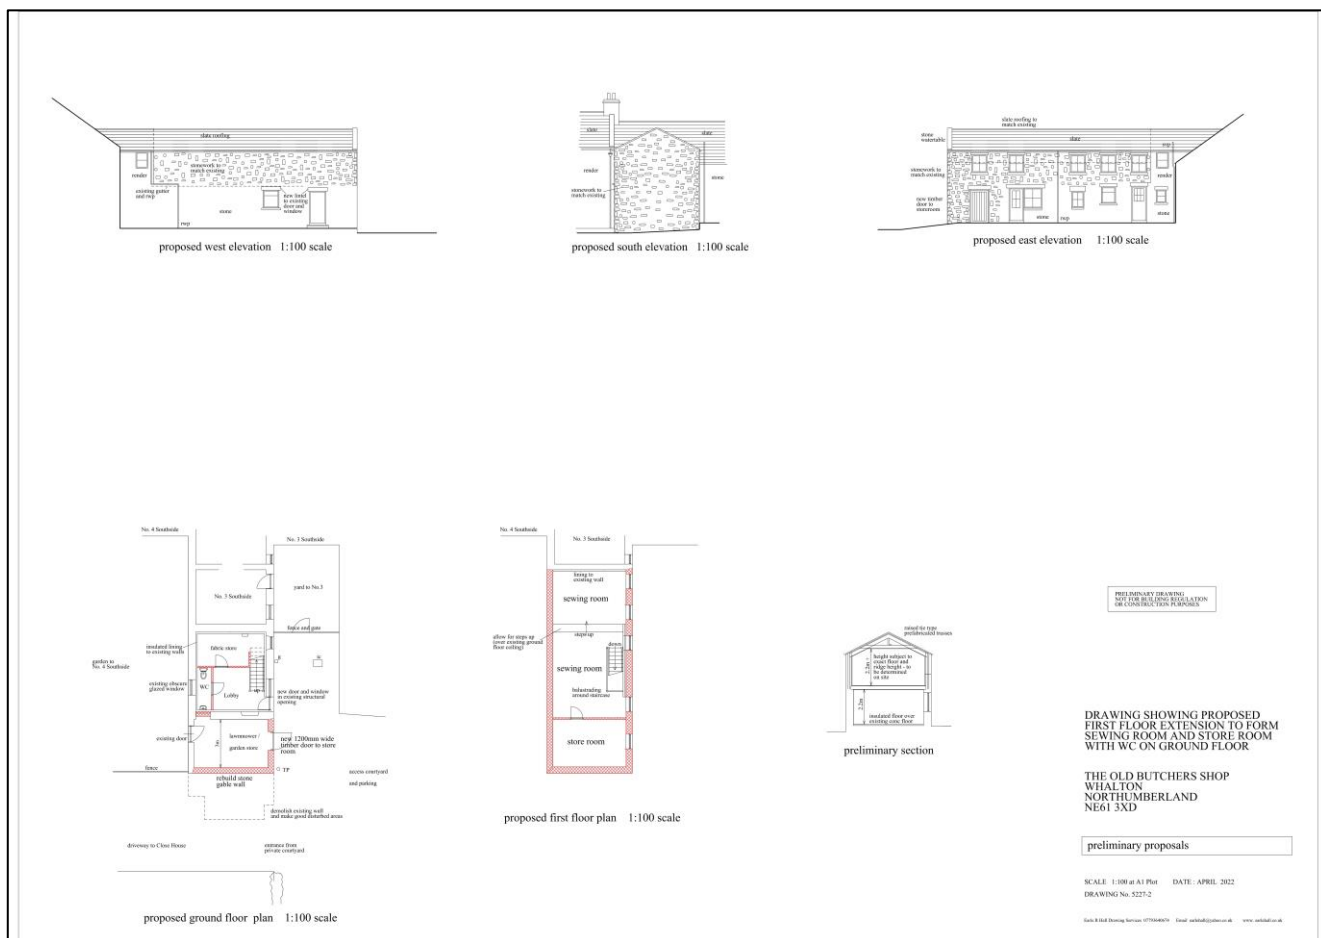 slate roofing
stonework to
match existing
render
existing gutter
and rwp
stone
new lintel
to existing
door and
window
rwp
proposed west elevation 1:100 scale
slate
slate
render
stonework to
match existing
stone
proposed south elevation 1:100 scale
slate roofing to
match existing
stone
watertable
slate
rwp
stonework to
match existing
render
new timber
door to
storeroom
stone
rwp
stone
proposed east elevation 1:100 scale
No. 4 Southside
No. 3 Southside
No. 3 Southside
yard to No.3
fence and gate
insulated lining
to existing walls
fabric store
garden to
No. 4 Southside
existing obscure
glazed window
WC
Lobby
up
new door and window
in existing structural
opening
existing door
lawnmower /
garden store
3m
new 1200mm wide
timber door to store
room
fence
TP
rebuild stone
gable wall
access courtyard
and parking
demolish existing wall
and make good disturbed areas
driveway to Close House
entrance from
private courtyard
proposed ground floor plan 1:100 scale
No. 4 Southside
No. 3 Southside
lining to
existing wall
sewing room
allow for steps up
(over existing ground
floor ceiling)
steps up
down
sewing room
balustrading
around staircase
store room
proposed first floor plan 1:100 scale
raised tie type
prefabricated trusses
height subject to
exact floor and
ridge height - to
be determined
on site
2.2m
2.2m
insulated floor over
existing conc floor
preliminary section
PRELIMINARY DRAWING
NOT FOR BUILDING REGULATION
OR CONSTRUCTION PURPOSES
DRAWING SHOWING PROPOSED
FIRST FLOOR EXTENSION TO FORM
SEWING ROOM AND STORE ROOM
WITH WC ON GROUND FLOOR
THE OLD BUTCHERS SHOP
WHALTON
NORTHUMBERLAND
NE61 3XD
preliminary proposals
SCALE 1:100 at A1 Plot DATE : APRIL 2022
DRAWING No. 5227-2
Drawing Services